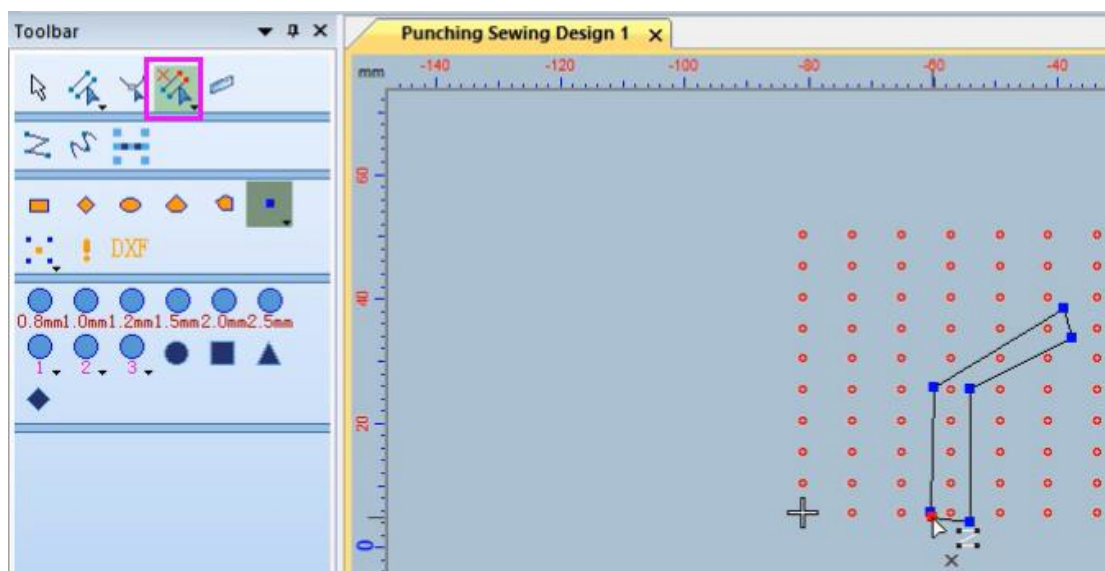 Toolbar
Punching Sewing Design 1
mm
-140 -120 -100 -80 -60 -40
60
40
20
0
DXF
0.8mm1.0mm1.2mm1.5mm2.0mm2.5mm
1 2 3